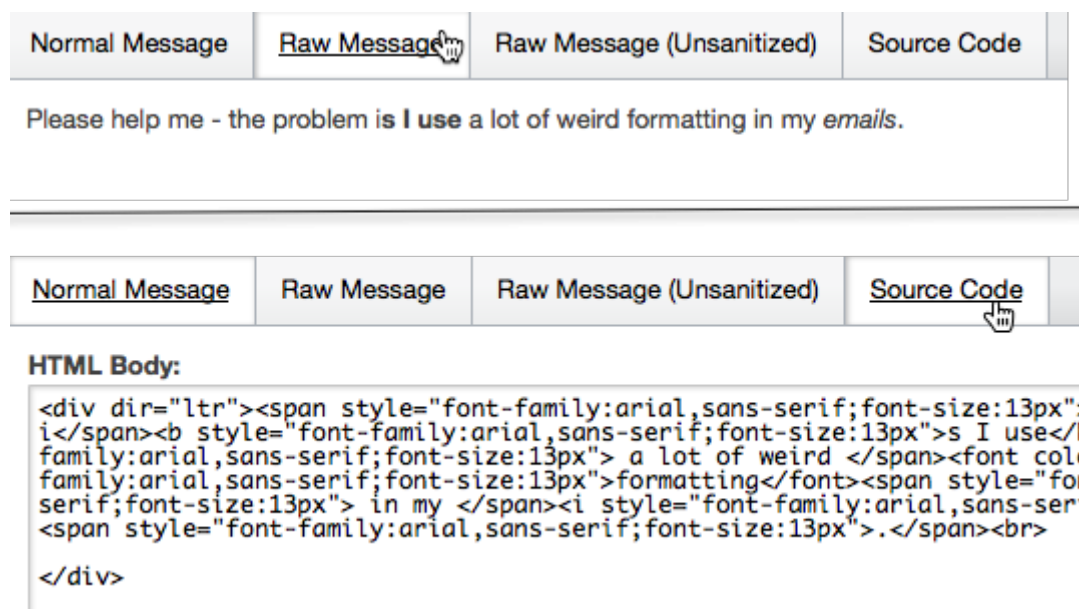 Normal Message Raw Message Raw Message (Unsanitized) Source Code
Please help me - the problem is I use a lot of weird formatting in my emails.
Normal Message Raw Message Raw Message (Unsanitized) Source Code
HTML Body:
<div dir="ltr"><span style="font-family:arial,sans-serif;font-size:13px"
i</span><b style="font-family:arial,sans-serif;font-size:13px">s I use</
family:arial,sans-serif;font-size:13px"> a lot of weird </span><font col
family:arial,sans-serif;font-size:13px">formatting</font><span style="fo
serif;font-size:13px"> in my </span><i style="font-family:arial,sans-ser
<span style="font-family:arial,sans-serif;font-size:13px">.</span><br>
</div>